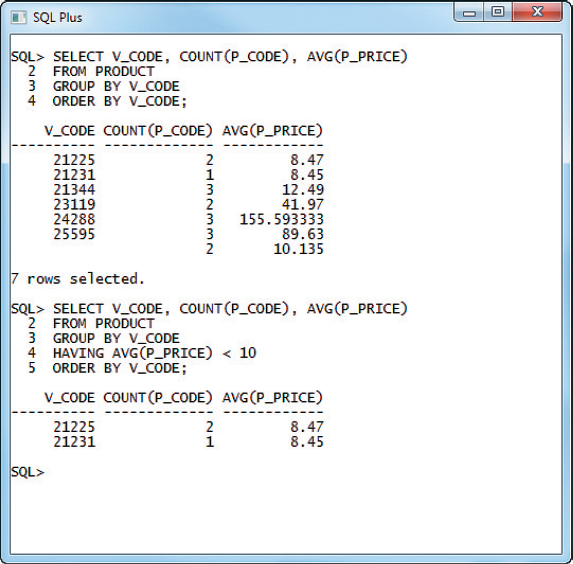 SQL Plus
SQL> SELECT V_CODE, COUNT(P_CODE), AVG(P_PRICE)
  2  FROM PRODUCT
  3  GROUP BY V_CODE
  4  ORDER BY V_CODE;
    V_CODE COUNT(P_CODE) AVG(P_PRICE)
---------- ------------- ------------
     21225             2         8.47
     21231             1         8.45
     21344             3        12.49
     23119             2        41.97
     24288             3   155.593333
     25595             3        89.63
                       2       10.135
7 rows selected.
SQL> SELECT V_CODE, COUNT(P_CODE), AVG(P_PRICE)
  2  FROM PRODUCT
  3  GROUP BY V_CODE
  4  HAVING AVG(P_PRICE) < 10
  5  ORDER BY V_CODE;
    V_CODE COUNT(P_CODE) AVG(P_PRICE)
---------- ------------- ------------
     21225             2         8.47
     21231             1         8.45
SQL>